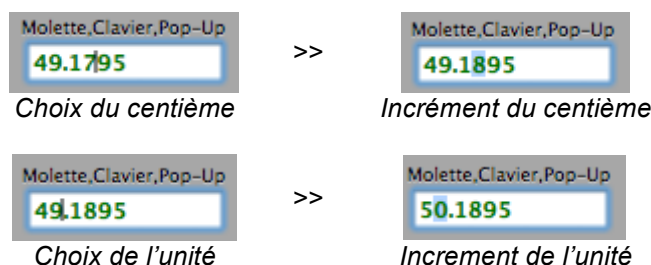 Molette,Clavier,Pop-Up >> Molette,Clavier,Pop-Up
49.1795 49.1895
Choix du centième Incrément du centième
Molette,Clavier,Pop-Up >> Molette,Clavier,Pop-Up
49.1895 50.1895
Choix de l'unité Increment de l'unité